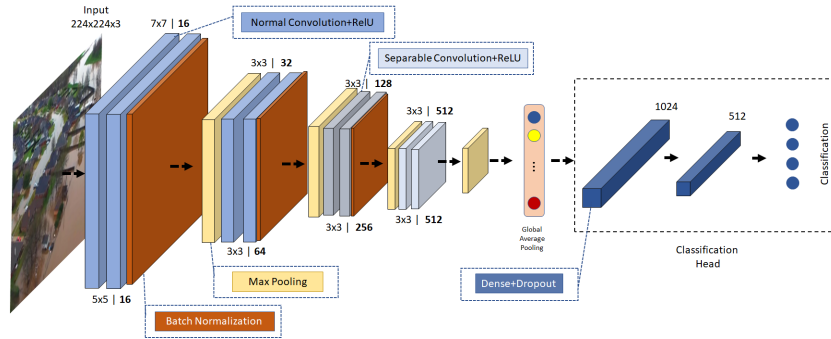 Input
224x224x3
7x7 | 16
Normal Convolution+ReLU
3x3 | 32
Separable Convolution+ReLU
3x3 | 128
3x3 | 512
1024
512
Classification
5x5 | 16
3x3 | 64
3x3 | 256
3x3 | 512
Global
Average
Pooling
Classification
Head
Max Pooling
Dense+Dropout
Batch Normalization